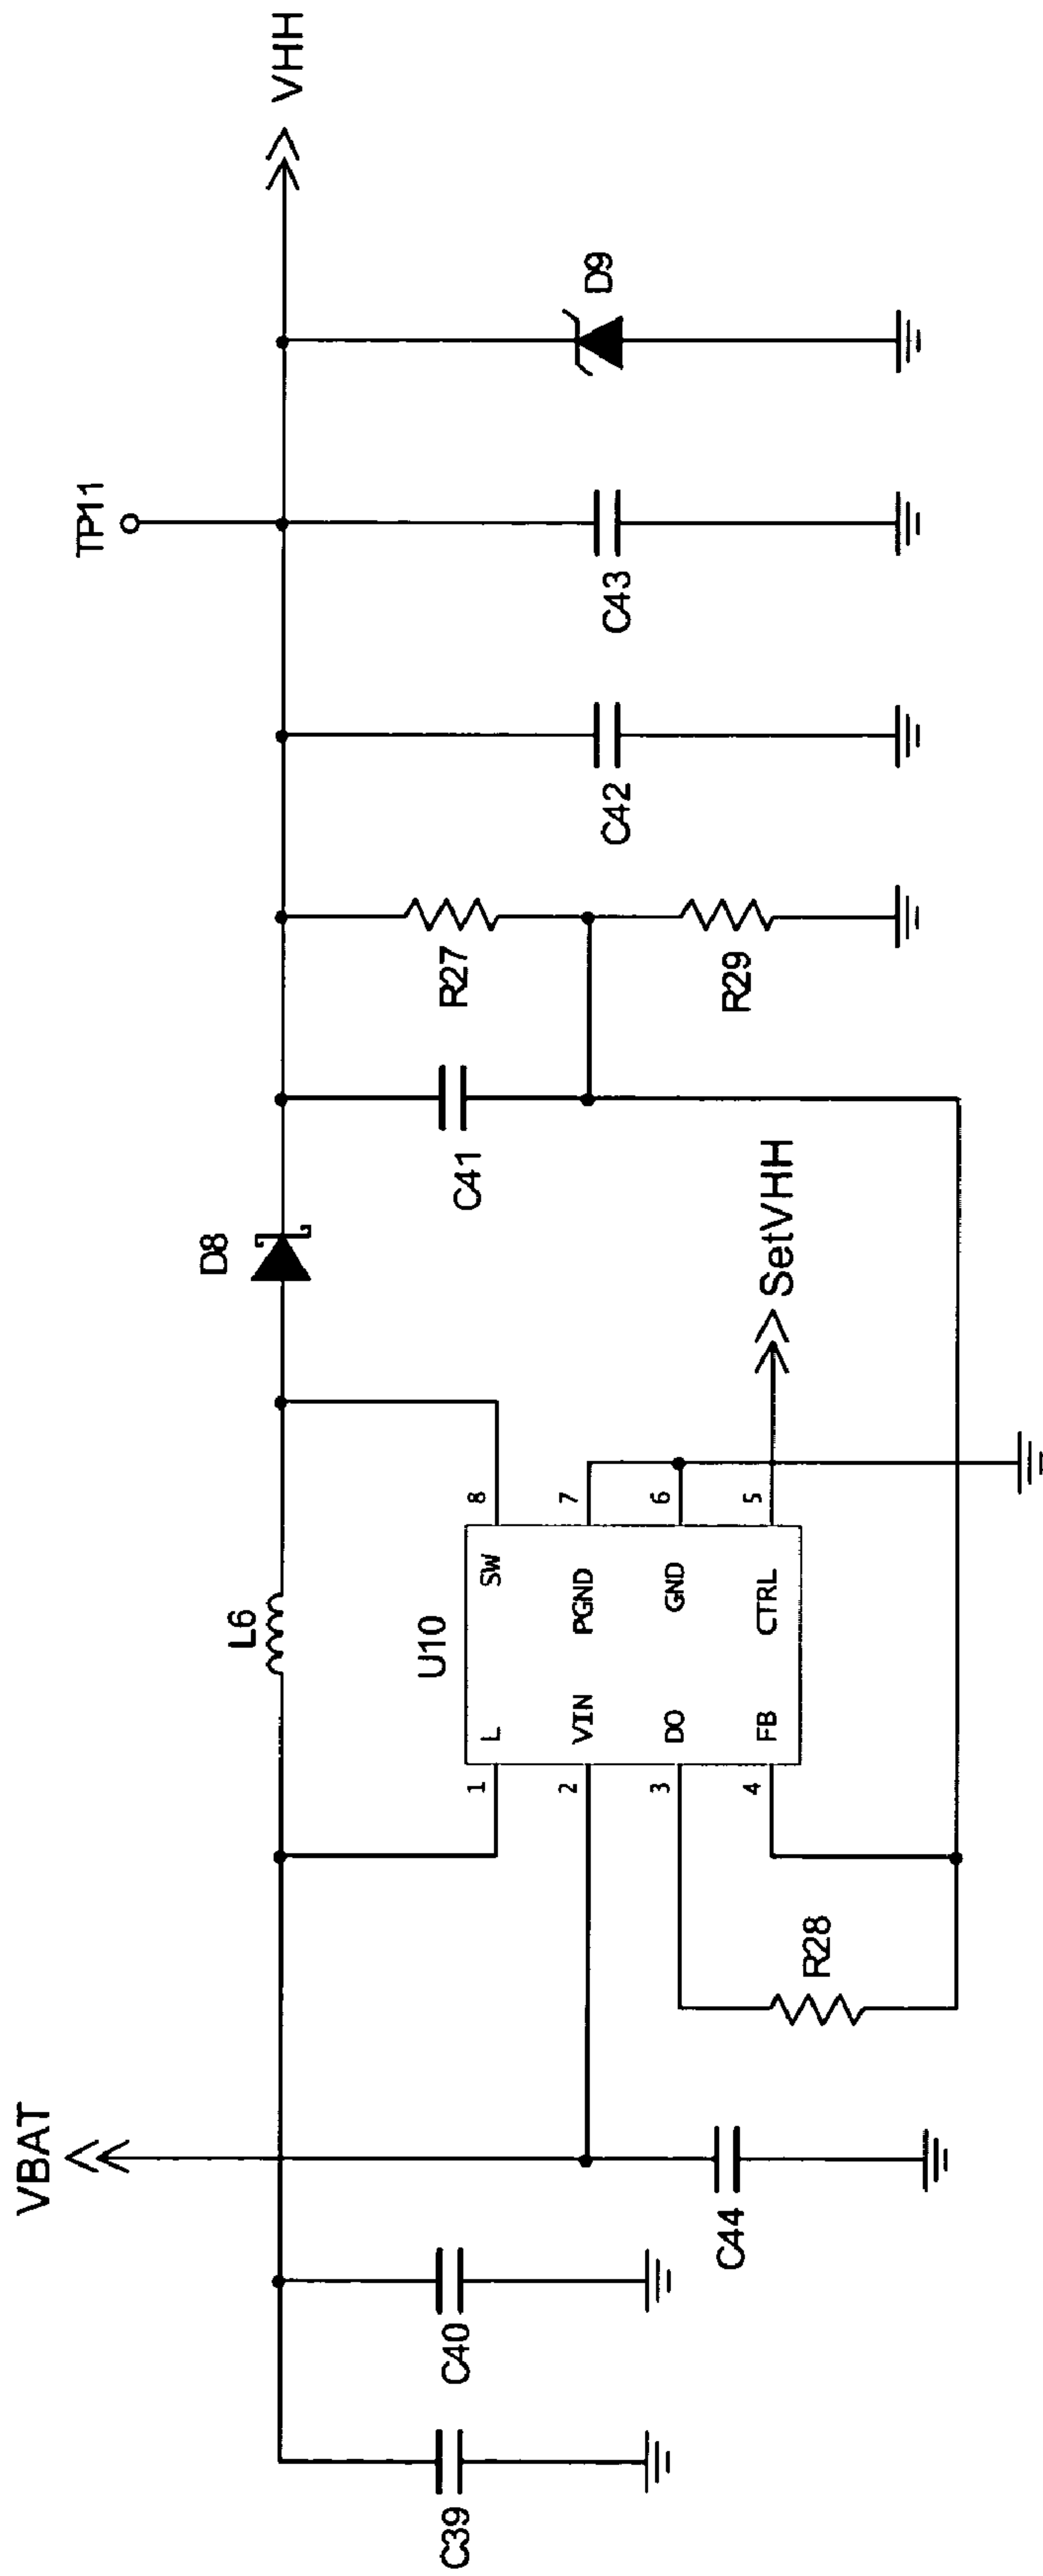 VBAT
C39
C40
C44
L6
U10
D8
TP11
VHH
1
L
SW
8
2
VIN
PGND
7
3
DO
GND
6
4
FB
CTRL
5
SetVHH
R28
C41
R27
R29
C42
C43
D9